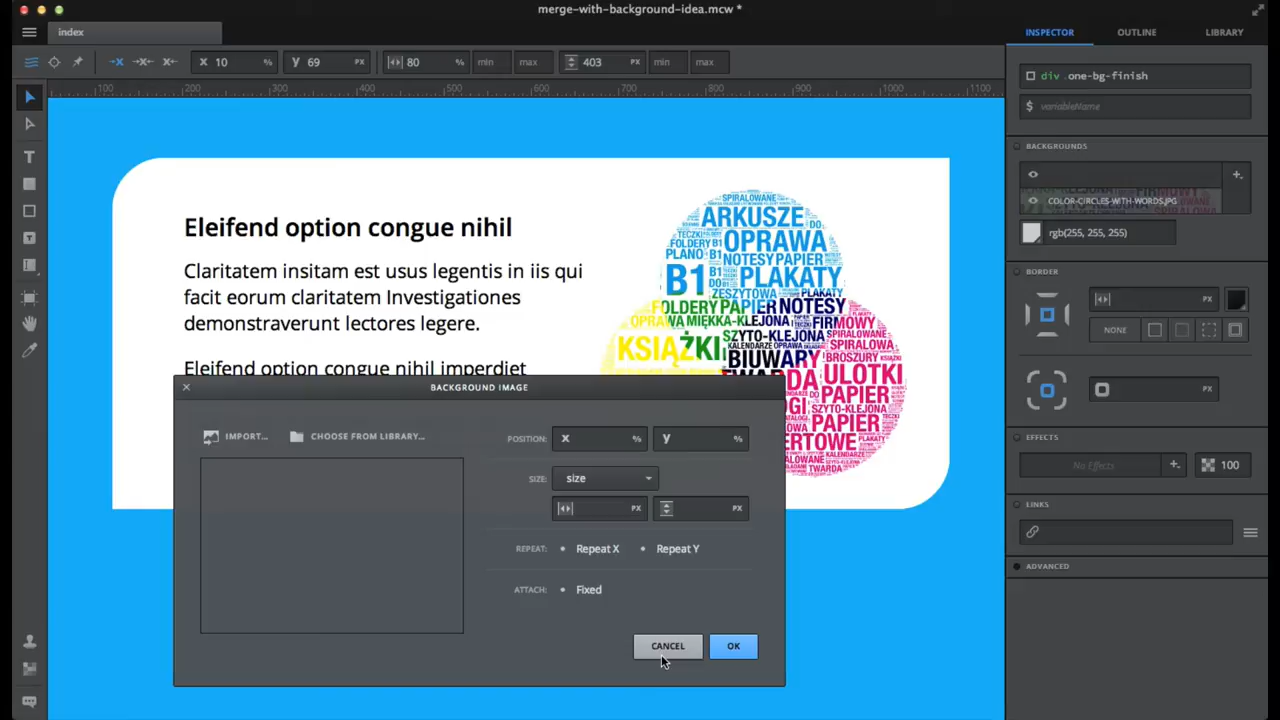 merge-with-background-idea.mcw *
index
INSPECTOR
OUTLINE
LIBRARY
X 10 %
Y 69 PX
80 %
min
max
403 PX
min
max
div .one-bg-finish
$ variableName
100
200
300
400
500
600
700
800
900
1000
1100
BACKGROUNDS
COLOR-CIRCLES-WITH-WORDS.JPG
rgb(255, 255, 255)
BORDER
PX
NONE
PX
EFFECTS
No Effects
100
LINKS
ADVANCED
Eleifend option congue nihil
Claritatem insitam est usus legentis in iis qui
facit eorum claritatem Investigationes
demonstraverunt lectores legere.
Eleifend option congue nihil imperdiet
SPIRALOWANE
ARKUSZE
TECZKI
DO
FOLDERY B1
OPRAWA
PLANO
NOTESY PAPIER
B1
B1
DO B1
PLAKATY
ZESZYTOWA
PLAKATY
FOLDERY PAPIER NOTESY
OPRAWA MIĘKKA-KLEJONA
FIRMOWY
SZYTO-KLEJONA
SPIRALOWANE
SPIRALOWA
KSIĄŻKI
KALENDARZE OPRAWA
BIUWARY
BROSZURY KSIĄŻKI
TWARDA
ULOTKI
PAPIER
SZYTO-KLEJONA
PAPIER
PLAKATY
KALENDARZE
TWARDA
BACKGROUND IMAGE
IMPORT...
CHOOSE FROM LIBRARY...
POSITION:
X %
y %
SIZE:
size
PX
PX
REPEAT:
Repeat X
Repeat Y
ATTACH:
Fixed
CANCEL
OK